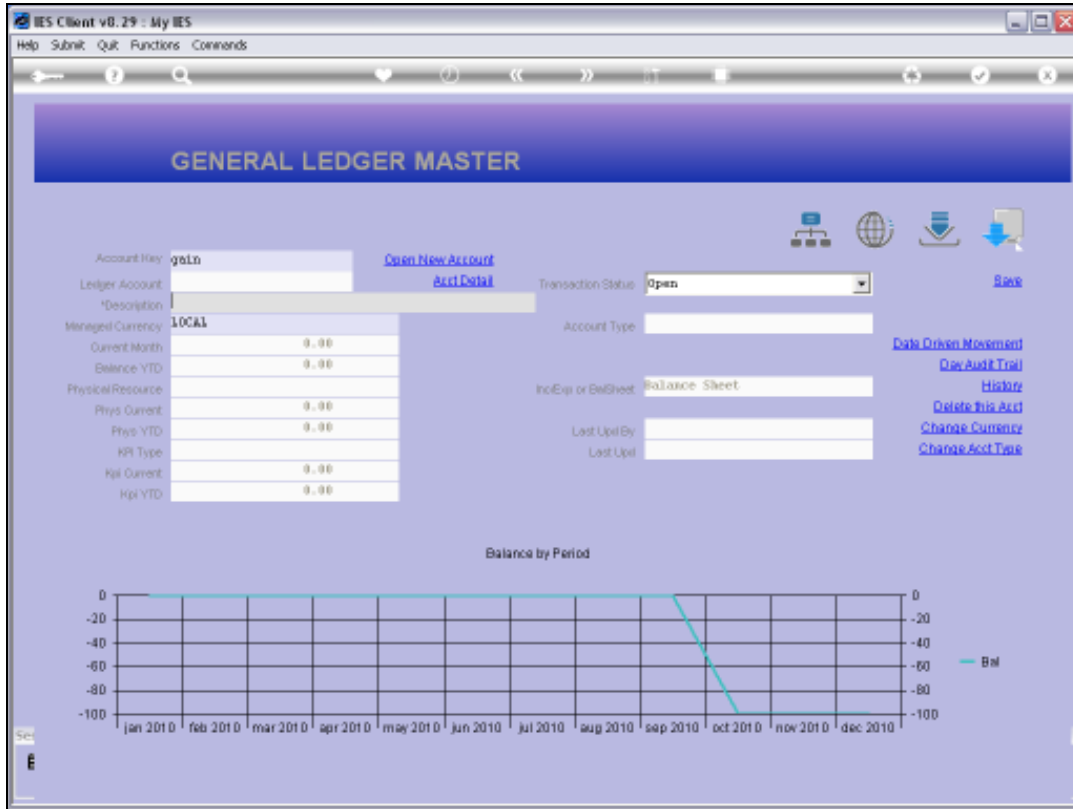 IES Client v8.29 : My IES
Help Submit Quit Functions Commands
GENERAL LEDGER MASTER
Account Key gain Open New Account
Ledger Account Acct Detail Transaction Status Open Save
*Description
Managed Currency LOCAL Account Type
Current Month 0.00 Date Driven Movement
Balance YTD 0.00 Day Audit Trail
Physical Resource Inc/Exp or BalSheet Balance Sheet History
Phys Current 0.00 Delete this Acct
Phys YTD 0.00 Last Upd By Change Currency
KPI Type Last Upd Change Acct Type
Kpi Current 0.00
Kpi YTD 0.00
Balance by Period
0 0
-20 -20
-40 -40
-60 -60
Bal
-80 -80
-100 -100
jan 2010 feb 2010 mar 2010 apr 2010 may 2010 jun 2010 jul 2010 aug 2010 sep 2010 oct 2010 nov 2010 dec 2010